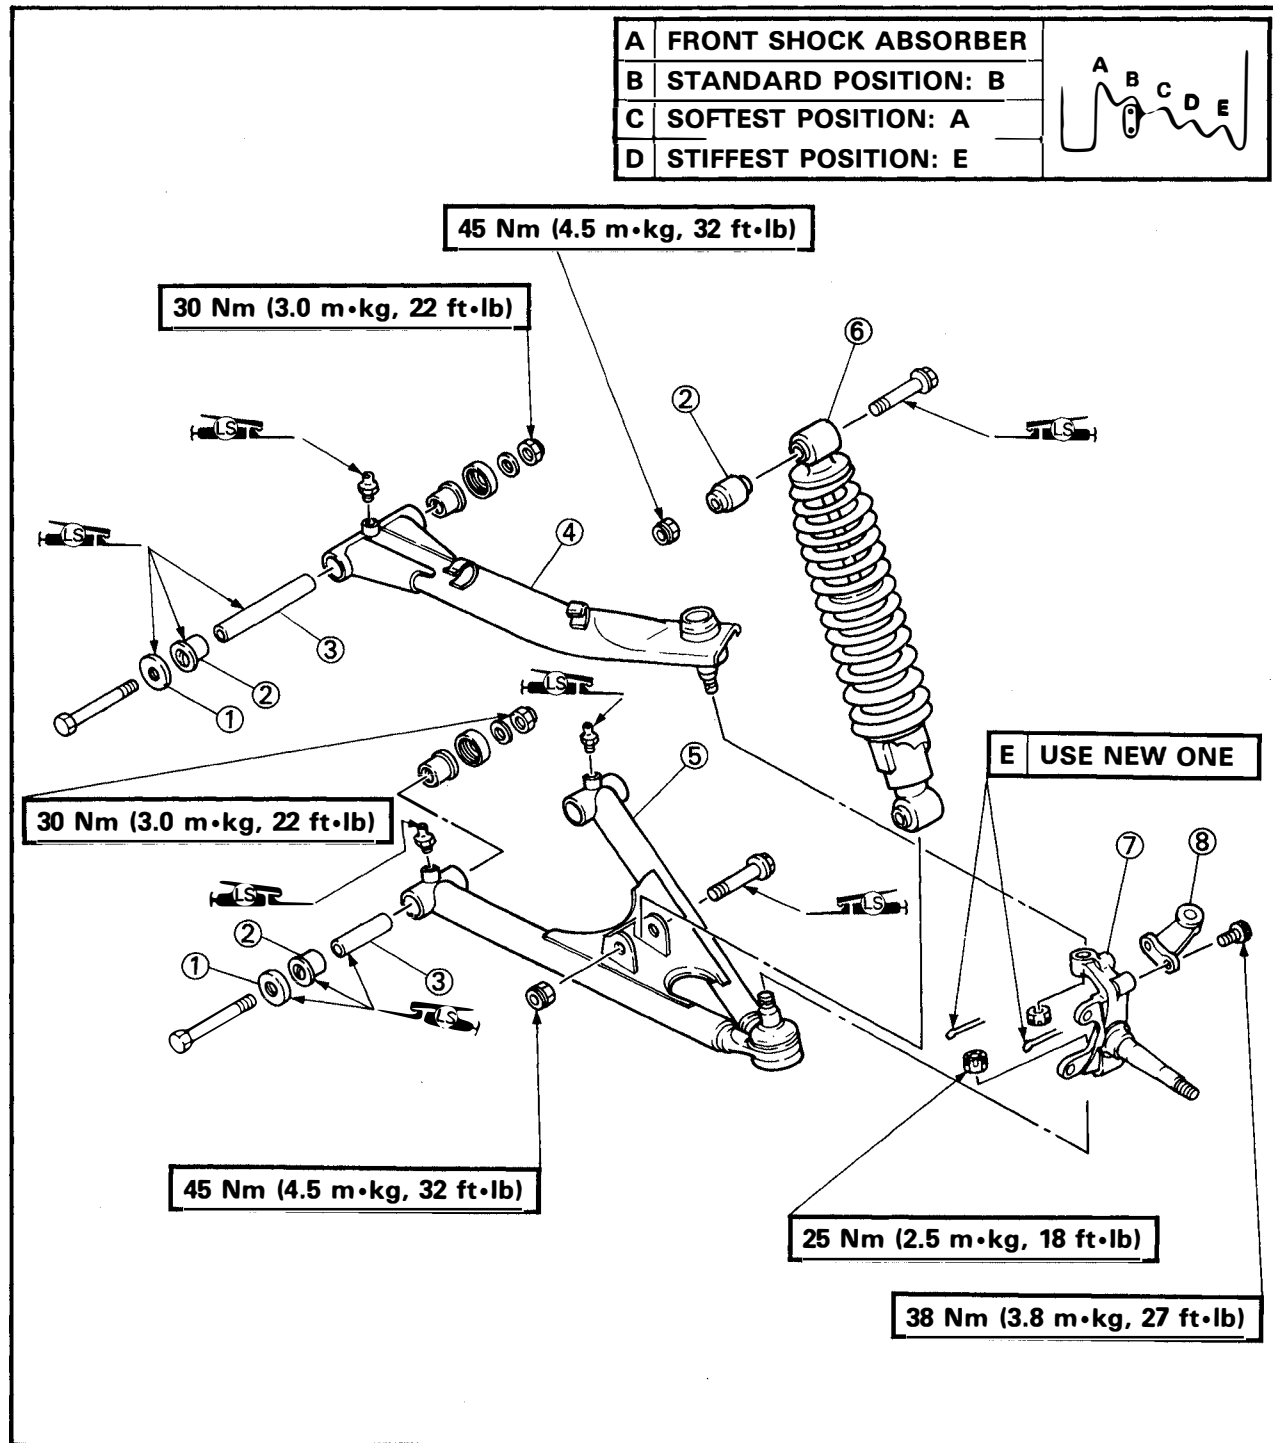 A FRONT SHOCK ABSORBER
B STANDARD POSITION: B
C SOFTEST POSITION: A
D STIFFEST POSITION: E
A B C D E
45 Nm (4.5 m•kg, 32 ft•lb)
30 Nm (3.0 m•kg, 22 ft•lb)
⑥
②
LS
LS
④
LS
③
②
①
LS
⑤
E USE NEW ONE
30 Nm (3.0 m•kg, 22 ft•lb)
⑦
⑧
LS
LS
②
①
③
LS
45 Nm (4.5 m•kg, 32 ft•lb)
25 Nm (2.5 m•kg, 18 ft•lb)
38 Nm (3.8 m•kg, 27 ft•lb)